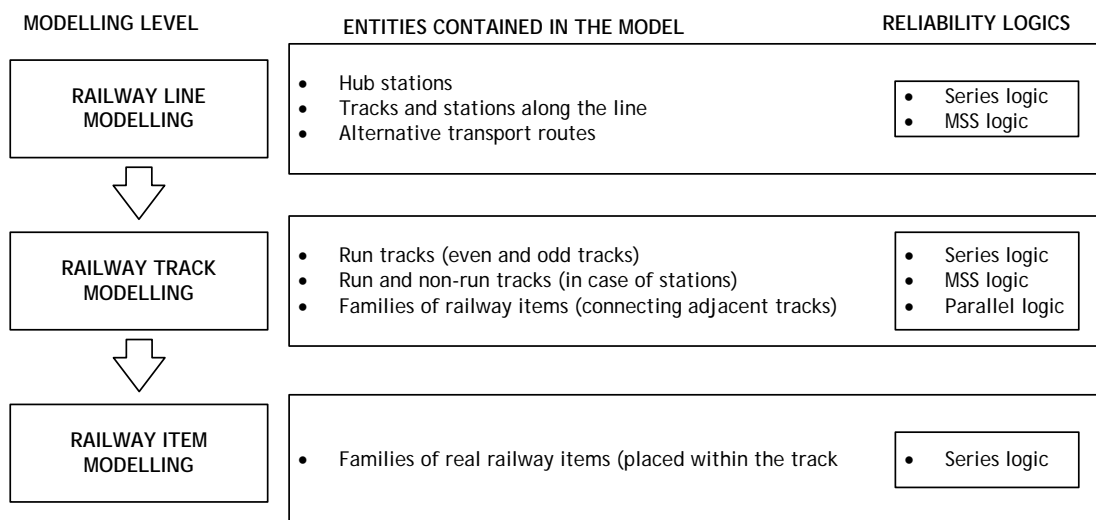 MODELLING LEVEL
ENTITIES CONTAINED IN THE MODEL
RELIABILITY LOGICS
RAILWAY LINE
MODELLING
• Hub stations
• Tracks and stations along the line
• Alternative transport routes
• Series logic
• MSS logic
RAILWAY TRACK
MODELLING
• Run tracks (even and odd tracks)
• Run and non-run tracks (in case of stations)
• Families of railway items (connecting adjacent tracks)
• Series logic
• MSS logic
• Parallel logic
RAILWAY ITEM
MODELLING
• Families of real railway items (placed within the track
• Series logic